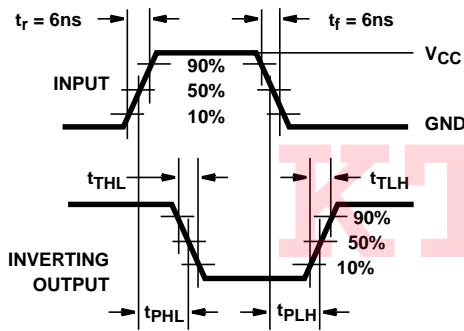 tr = 6ns
tf = 6ns
VCC
90%
INPUT
50%
10%
GND
tTHL
tTLH
KT
90%
50%
INVERTING
OUTPUT
10%
tPHL
tPLH